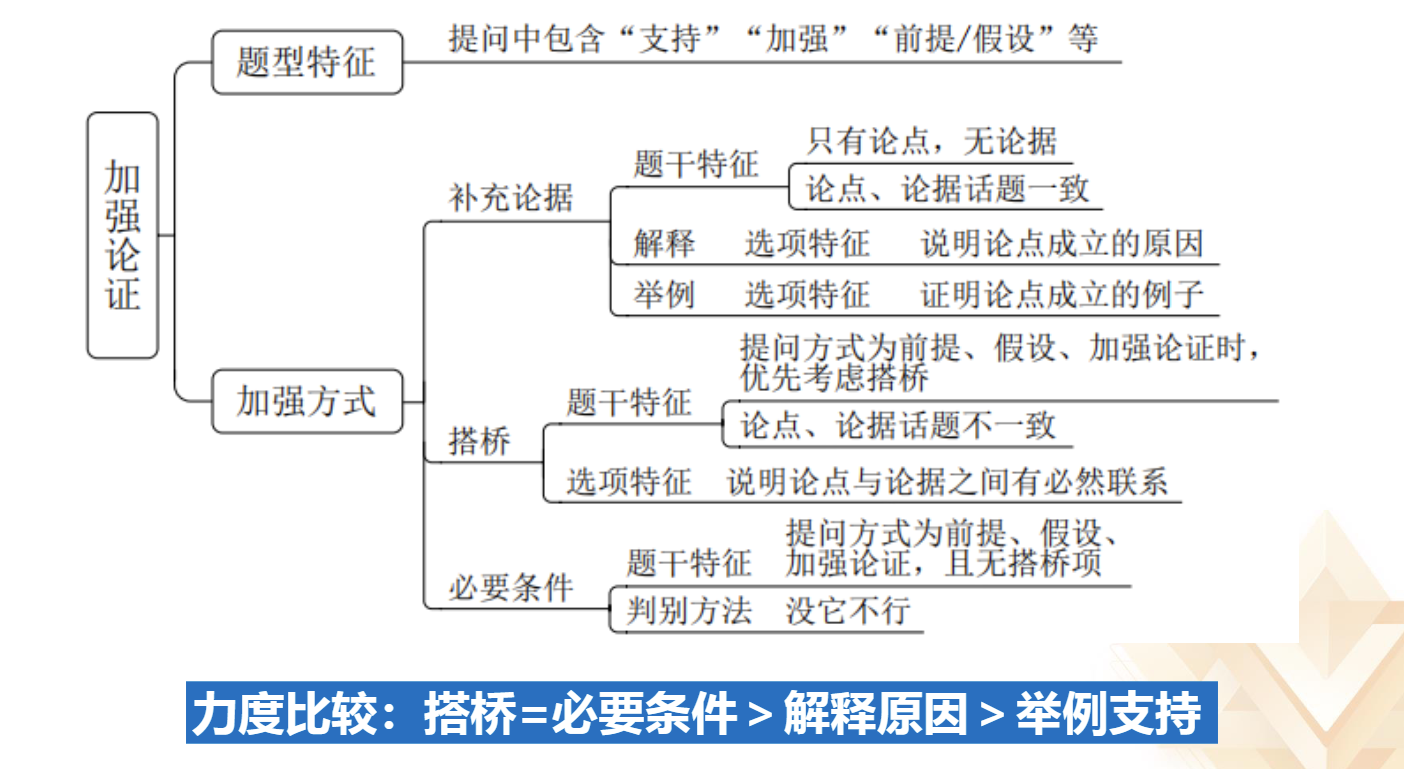 加强论证
题型特征
提问中包含“支持”“加强”“前提/假设”等
加强方式
补充论据
题干特征
只有论点，无论据
论点、论据话题一致
解释 选项特征 说明论点成立的原因
举例 选项特征 证明论点成立的例子
搭桥
题干特征
提问方式为前提、假设、加强论证时，
优先考虑搭桥
论点、论据话题不一致
选项特征 说明论点与论据之间有必然联系
必要条件
题干特征
提问方式为前提、假设、
加强论证，且无搭桥项
判别方法 没它不行
力度比较：搭桥=必要条件＞解释原因＞举例支持